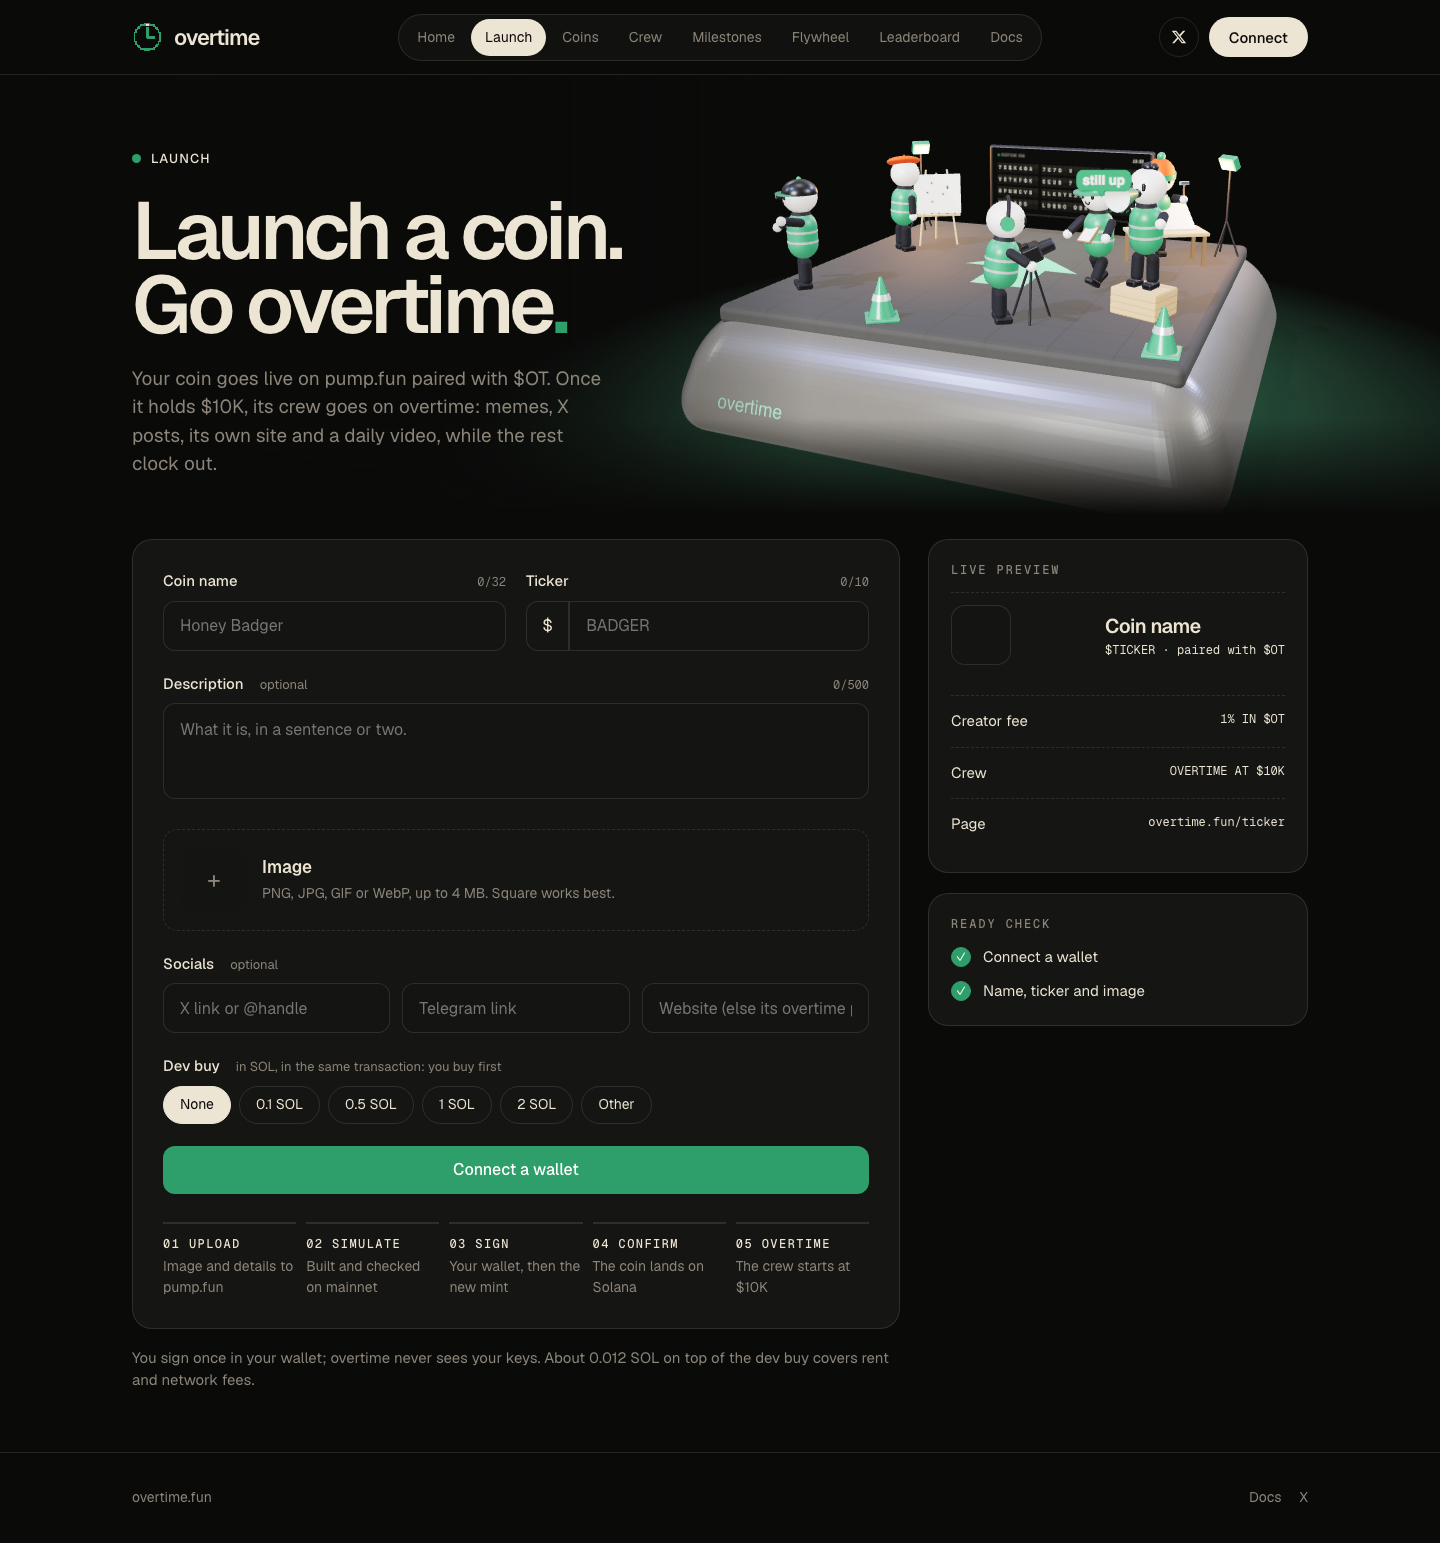 overtime
Home
Launch
Coins
Crew
Milestones
Flywheel
Leaderboard
Docs
Connect
LAUNCH
Launch a coin.
Go overtime.
Your coin goes live on pump.fun paired with $OT. Once
it holds $10K, its crew goes on overtime: memes, X
posts, its own site and a daily video, while the rest
clock out.
still up
overtime
Coin name
0/32
Ticker
0/10
Honey Badger
$
BADGER
Description
optional
0/500
What it is, in a sentence or two.
+
Image
PNG, JPG, GIF or WebP, up to 4 MB. Square works best.
Socials
optional
X link or @handle
Telegram link
Website (else its overtime
Dev buy
in SOL, in the same transaction: you buy first
None
0.1 SOL
0.5 SOL
1 SOL
2 SOL
Other
Connect a wallet
01 UPLOAD
Image and details to
pump.fun
02 SIMULATE
Built and checked
on mainnet
03 SIGN
Your wallet, then the
new mint
04 CONFIRM
The coin lands on
Solana
05 OVERTIME
The crew starts at
$10K
You sign once in your wallet; overtime never sees your keys. About 0.012 SOL on top of the dev buy covers rent
and network fees.
LIVE PREVIEW
Coin name
$TICKER · paired with $OT
Creator fee
1% IN $OT
Crew
OVERTIME AT $10K
Page
overtime.fun/ticker
READY CHECK
Connect a wallet
Name, ticker and image
overtime.fun
Docs
X